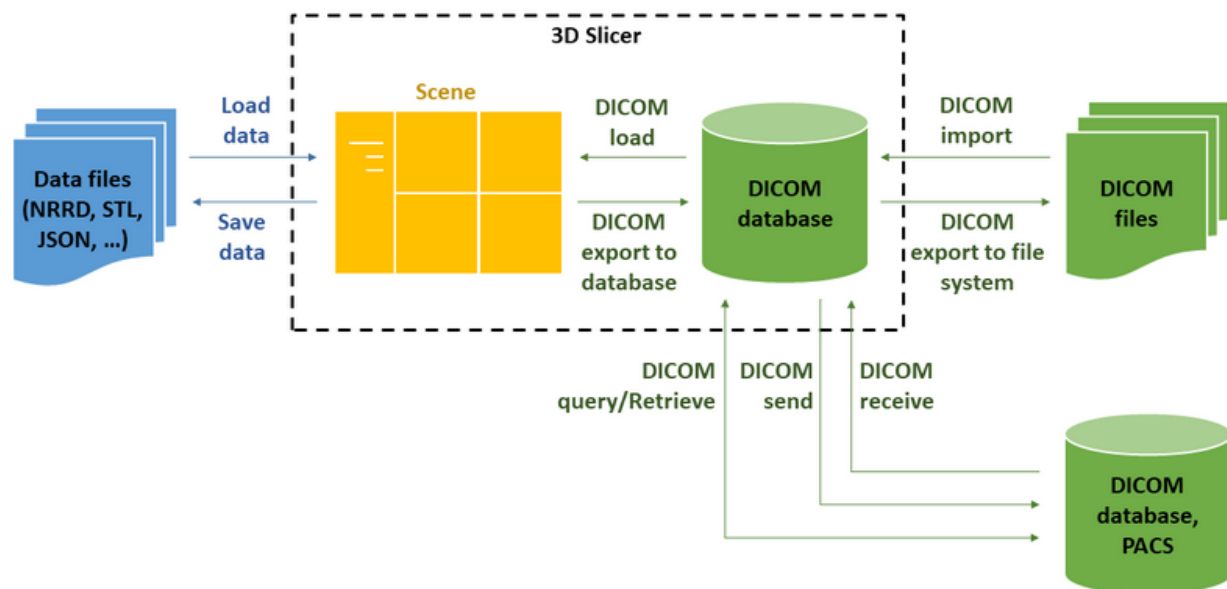 3D Slicer
Scene
Load
data
Save
data
Data files
(NRRD, STL,
JSON, ...)
DICOM
load
DICOM
export to
database
DICOM
database
DICOM
import
DICOM
export to file
system
DICOM
files
DICOM
query/Retrieve
DICOM
send
DICOM
receive
DICOM
database,
PACS